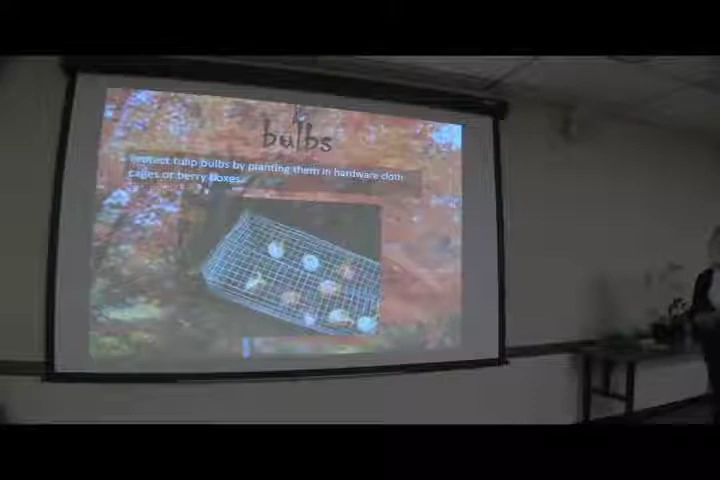 bulbs
Protect tulip bulbs by planting them in hardware cloth
cages or berry boxes.